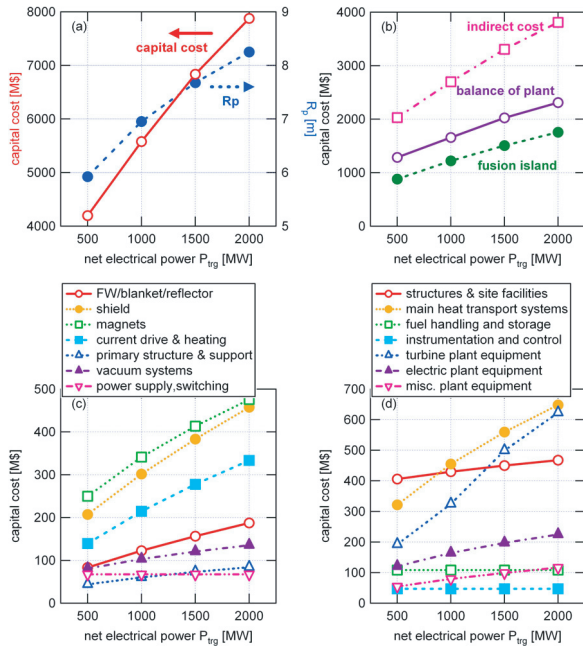 (a)
capital cost
Rp
8000
7000
6000
5000
4000
capital cost [M$]
9
8
7
6
5
Rp [m]
500 1000 1500 2000
net electrical power Ptrg [MW]
(b)
indirect cost
balance of plant
fusion island
4000
3000
2000
1000
0
capital cost [M$]
500 1000 1500 2000
net electrical power Ptrg [MW]
FW/blanket/reflector
shield
magnets
current drive & heating
primary structure & support
vacuum systems
power supply,switching
(c)
500
400
300
200
100
0
capital cost [M$]
500 1000 1500 2000
net electrical power Ptrg [MW]
structures & site facilities
main heat transport systems
fuel handling and storage
instrumentation and control
turbine plant equipment
electric plant equipment
misc. plant equipment
(d)
700
600
500
400
300
200
100
0
capital cost [M$]
500 1000 1500 2000
net electrical power Ptrg [MW]